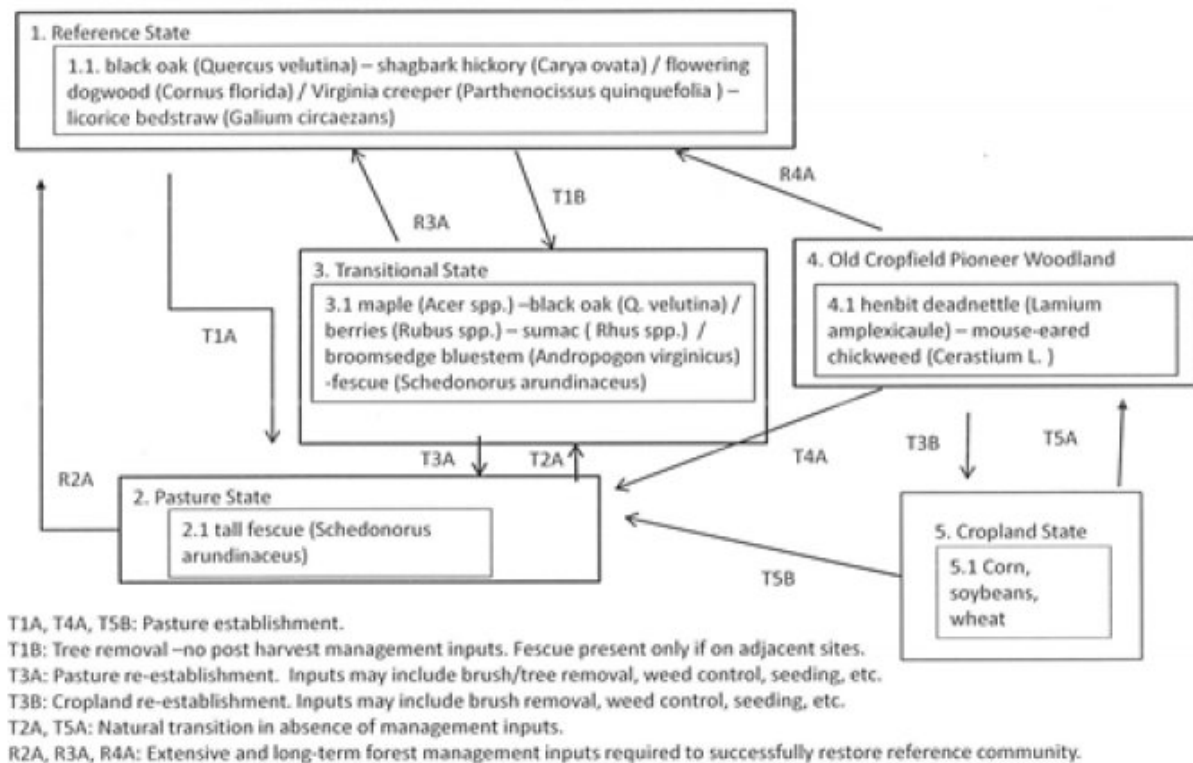 1. Reference State
1.1. black oak (Quercus velutina) – shagbark hickory (Carya ovata) / flowering
dogwood (Cornus florida) / Virginia creeper (Parthenocissus quinquefolia ) –
licorice bedstraw (Galium circaezans)
R4A
T1B
R3A
3. Transitional State
3.1 maple (Acer spp.) –black oak (Q. velutina) /
berries (Rubus spp.) – sumac ( Rhus spp.) /
broomsedge bluestem (Andropogon virginicus)
-fescue (Schedonorus arundinaceus)
4. Old Cropfield Pioneer Woodland
4.1 henbit deadnettle (Lamium
amplexicaule) – mouse-eared
chickweed (Cerastium L. )
T1A
T3A
T2A
T4A
T3B
T5A
R2A
2. Pasture State
2.1 tall fescue (Schedonorus
arundinaceus)
T5B
5. Cropland State
5.1 Corn,
soybeans,
wheat
T1A, T4A, T5B: Pasture establishment.
T1B: Tree removal –no post harvest management inputs. Fescue present only if on adjacent sites.
T3A: Pasture re-establishment. Inputs may include brush/tree removal, weed control, seeding, etc.
T3B: Cropland re-establishment. Inputs may include brush removal, weed control, seeding, etc.
T2A, T5A: Natural transition in absence of management inputs.
R2A, R3A, R4A: Extensive and long-term forest management inputs required to successfully restore reference community.